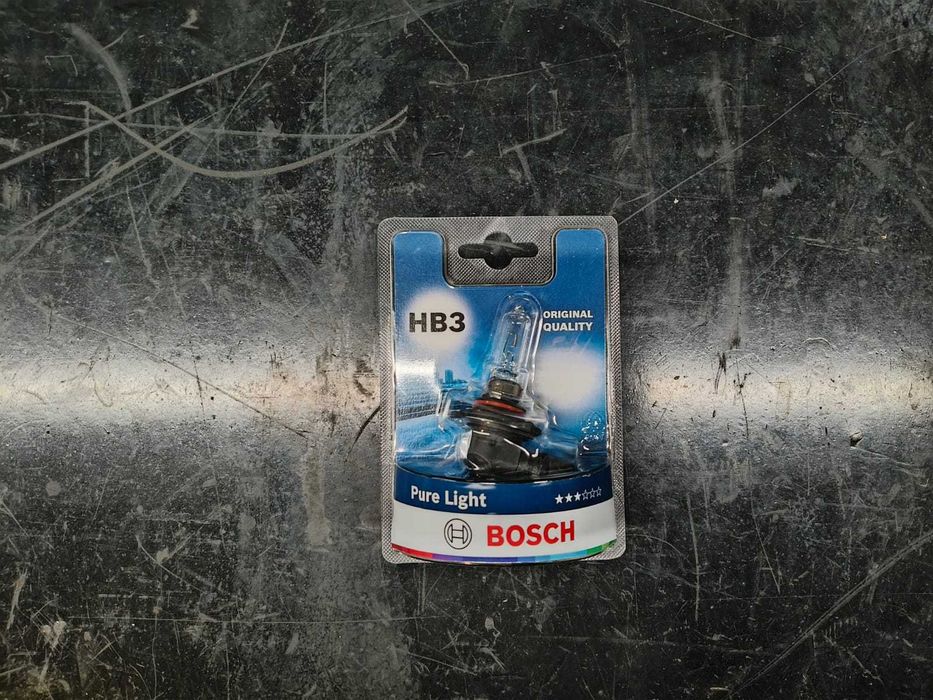 HB3
ORIGINAL
QUALITY
Pure Light
BOSCH